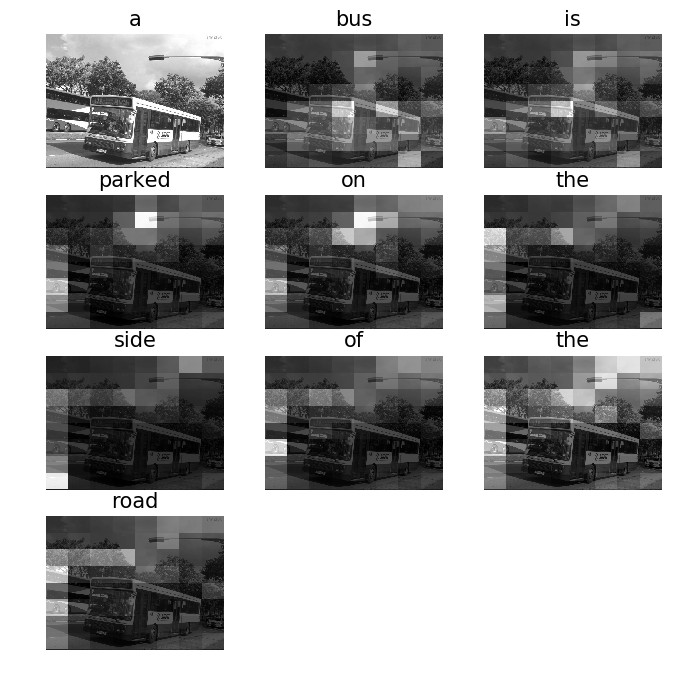 a bus is
parked on the
side of the
road